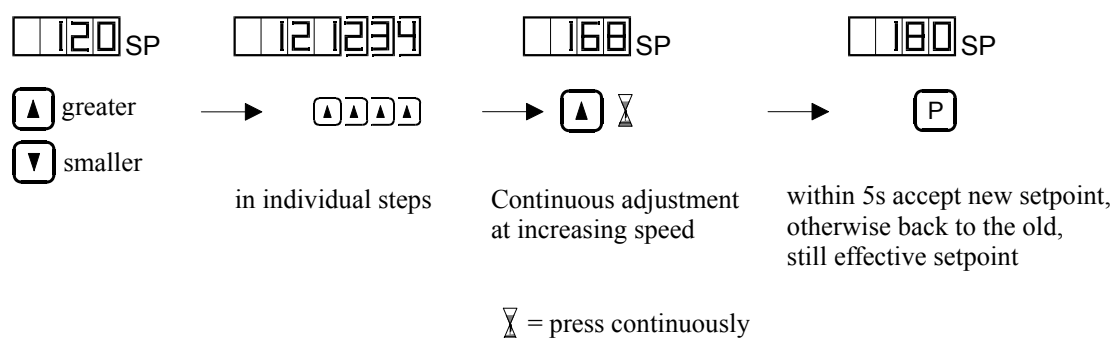 120 SP
121234
168 SP
180 SP
greater
P
smaller
in individual steps
Continuous adjustment
at increasing speed
within 5s accept new setpoint,
otherwise back to the old,
still effective setpoint
= press continuously